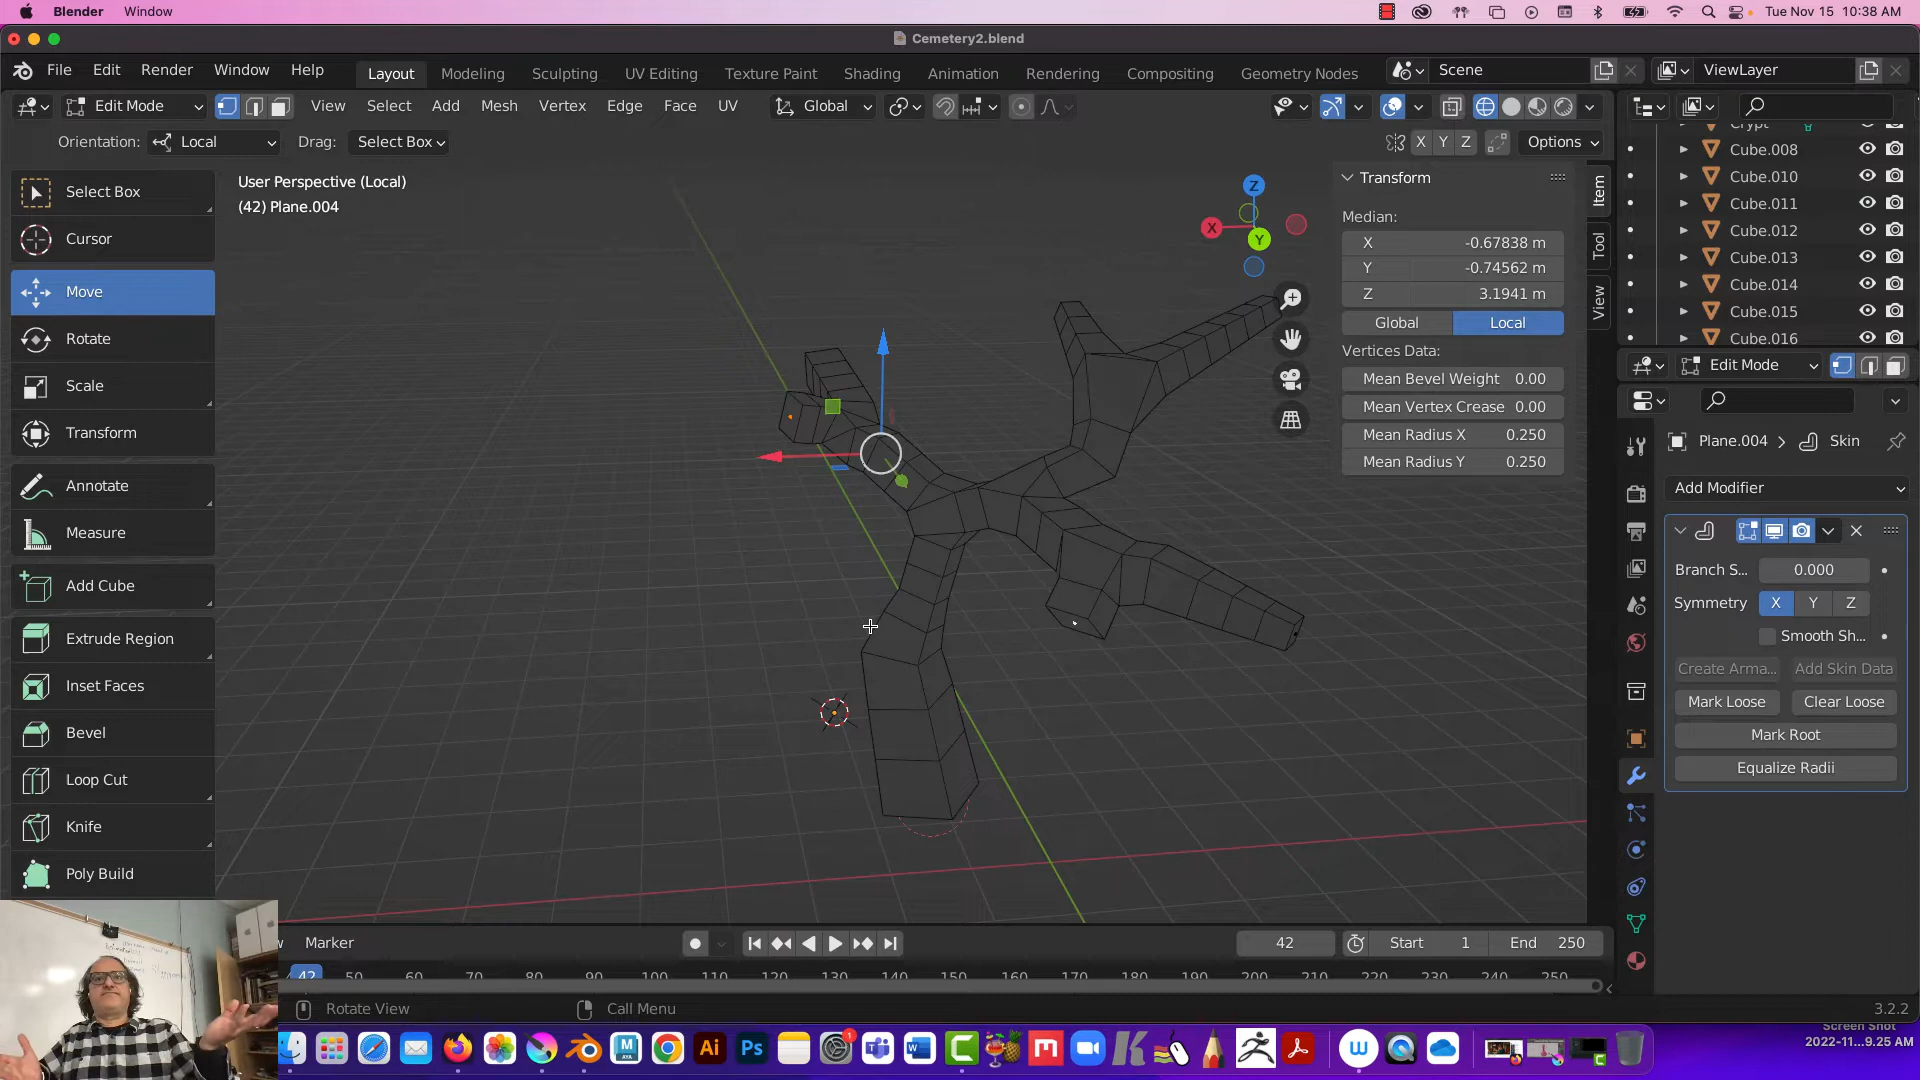 Blender Window
Tue Nov 15 10:38 AM
Cemetery2.blend
File Edit Render Window Help
Layout Modeling Sculpting UV Editing Texture Paint Shading Animation Rendering Compositing Geometry Nodes
Scene
ViewLayer
Edit Mode
View Select Add Mesh Vertex Edge Face UV
Global
Orientation: Local Drag: Select Box
X Y Z Options
User Perspective (Local)
(42) Plane.004
Select Box
Cursor
Move
Rotate
Scale
Transform
Annotate
Measure
Add Cube
Extrude Region
Inset Faces
Bevel
Loop Cut
Knife
Poly Build
Z
X
Y
Transform
Median:
X -0.67838 m
Y -0.74562 m
Z 3.1941 m
Global Local
Vertices Data:
Mean Bevel Weight 0.00
Mean Vertex Crease 0.00
Mean Radius X 0.250
Mean Radius Y 0.250
Item
Tool
View
Crypt
Cube.008
Cube.010
Cube.011
Cube.012
Cube.013
Cube.014
Cube.015
Cube.016
Edit Mode
Plane.004 > Skin
Add Modifier
Branch S... 0.000
Symmetry X Y Z
Smooth Sh...
Create Arma... Add Skin Data
Mark Loose Clear Loose
Mark Root
Equalize Radii
Marker
42 Start 1 End 250
42 50 60 70 80 90 100 110 120 130 140 150 160 170 180 190 200 210 220 230 240 250
Rotate View Call Menu
3.2.2
Screen Shot
2022-11...9.25 AM
Ai Ps 1 W